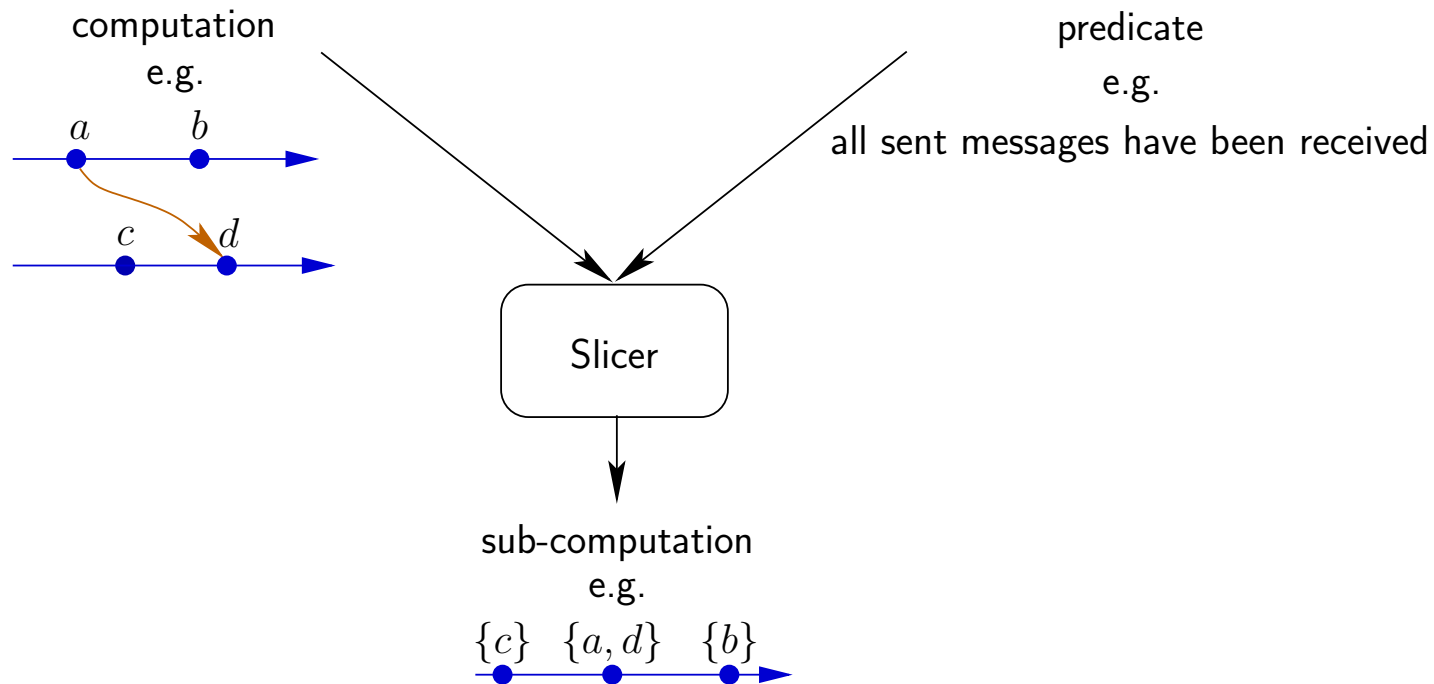 computation
e.g.
a b
c d
predicate
e.g.
all sent messages have been received
Slicer
sub-computation
e.g.
{c} {a, d} {b}